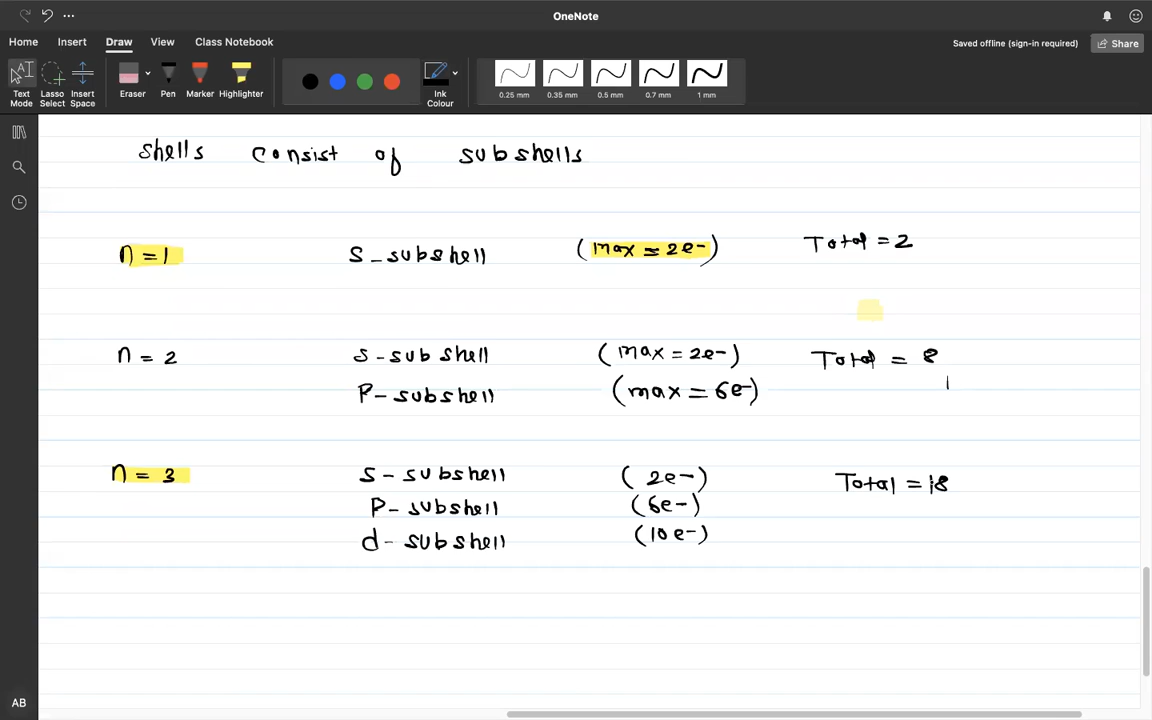 OneNote
Home Insert Draw View Class Notebook
Saved offline (sign-in required) Share
Text Mode Lasso Select Insert Space Eraser Pen Marker Highlighter Ink Colour 0.25 mm 0.35 mm 0.5 mm 0.7 mm 1 mm
shells consist of subshells
n = 1 s-subshell (max = 2e-) Total = 2
n = 2 s-subshell (max = 2e-) Total = 8
P-subshell (max = 6e-)
n = 3 s-subshell (2e-) Total = 18
P-subshell (6e-)
d-subshell (10e-)
AB